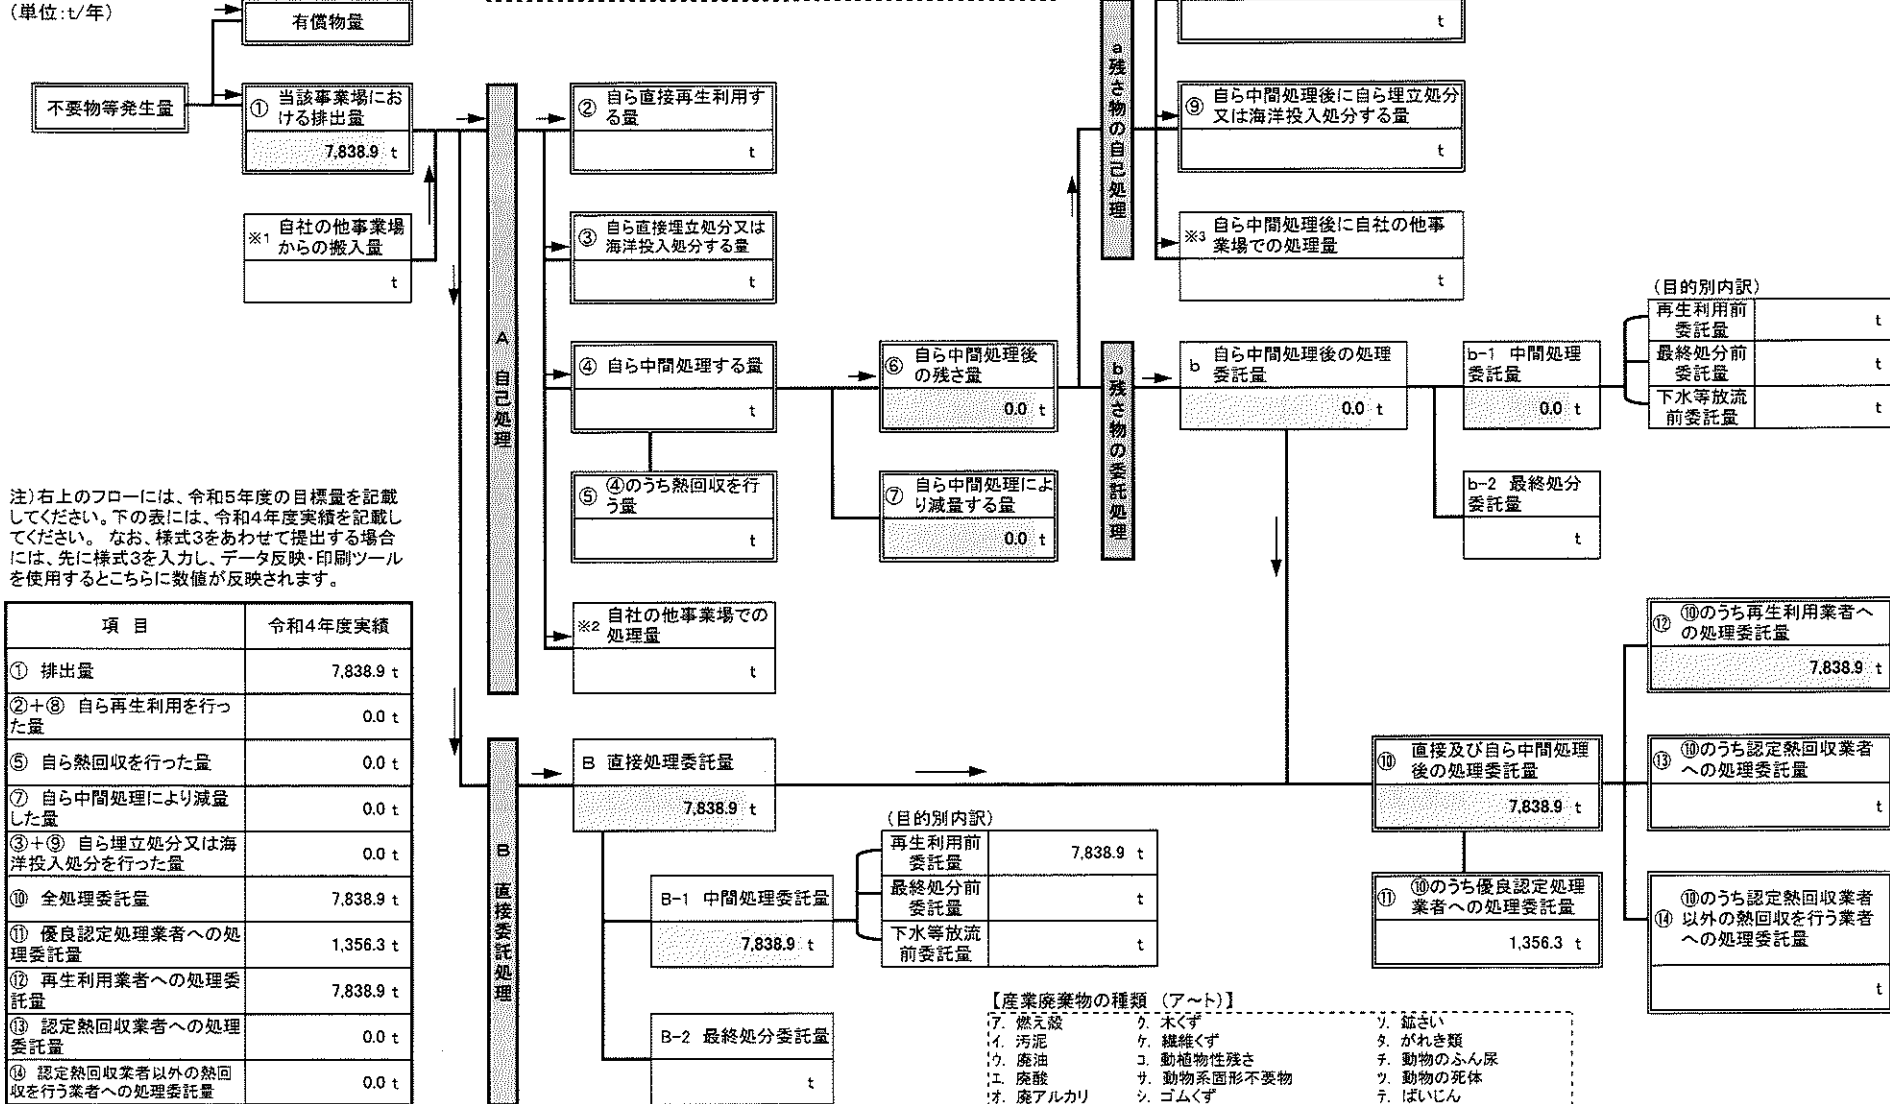 (単位:t/年)
有償物量
不要物等発生量
① 当該事業場にお
ける排出量
7,838.9 t
※1 自社の他事業場
からの搬入量
t
A 自己処理
② 自ら直接再生利用す
る量
t
③ 自ら直接埋立処分又は
海洋投入処分する量
t
④ 自ら中間処理する量
t
⑤ ④のうち熱回収を行
う量
t
※2 自社の他事業場での
処理量
t
⑥ 自ら中間処理後
の残さ量
0.0 t
⑦ 自ら中間処理によ
り減量する量
0.0 t
a 残さ物の自己処理
t
⑨ 自ら中間処理後に自ら埋立処分
又は海洋投入処分する量
t
※3 自ら中間処理後に自社の他事
業場での処理量
t
b 残さ物の委託処理
b 自ら中間処理後の処理
委託量
0.0 t
b-1 中間処理
委託量
0.0 t
(目的別内訳)
再生利用前
委託量 t
最終処分前
委託量 t
下水等放流
前委託量 t
b-2 最終処分
委託量
t
注)右上のフローには、令和5年度の目標量を記載
してください。下の表には、令和4年度実績を記載し
てください。 なお、様式3をあわせて提出する場合
には、先に様式3を入力し、データ反映・印刷ツール
を使用するとこちらに数値が反映されます。
項 目 令和4年度実績
① 排出量 7,838.9 t
②+⑧ 自ら再生利用を行っ
た量 0.0 t
⑤ 自ら熱回収を行った量 0.0 t
⑦ 自ら中間処理により減量
した量 0.0 t
③+⑨ 自ら埋立処分又は海
洋投入処分を行った量 0.0 t
⑩ 全処理委託量 7,838.9 t
⑪ 優良認定処理業者への処
理委託量 1,356.3 t
⑫ 再生利用業者への処理委
託量 7,838.9 t
⑬ 認定熱回収業者への処理
委託量 0.0 t
⑭ 認定熱回収業者以外の熱回
収を行う業者への処理委託量 0.0 t
B 直接委託処理
B 直接処理委託量
7,838.9 t
B-1 中間処理委託量
7,838.9 t
(目的別内訳)
再生利用前
委託量 7,838.9 t
最終処分前
委託量 t
下水等放流
前委託量 t
B-2 最終処分委託量
t
⑩ 直接及び自ら中間処理
後の処理委託量
7,838.9 t
⑪ ⑩のうち優良認定処理
業者への処理委託量
1,356.3 t
⑫ ⑩のうち再生利用業者へ
の処理委託量
7,838.9 t
⑬ ⑩のうち認定熱回収業者
への処理委託量
t
⑭ ⑩のうち認定熱回収業者
以外の熱回収を行う業者
への処理委託量
t
【産業廃棄物の種類 (ア～ト)】
ア. 燃え殻 ク. 木くず ソ. 鉱さい
イ. 汚泥 ケ. 繊維くず タ. がれき類
ウ. 廃油 コ. 動植物性残さ チ. 動物のふん尿
エ. 廃酸 サ. 動物系固形不要物 ツ. 動物の死体
オ. 廃アルカリ シ. ゴムくず テ. ばいじん